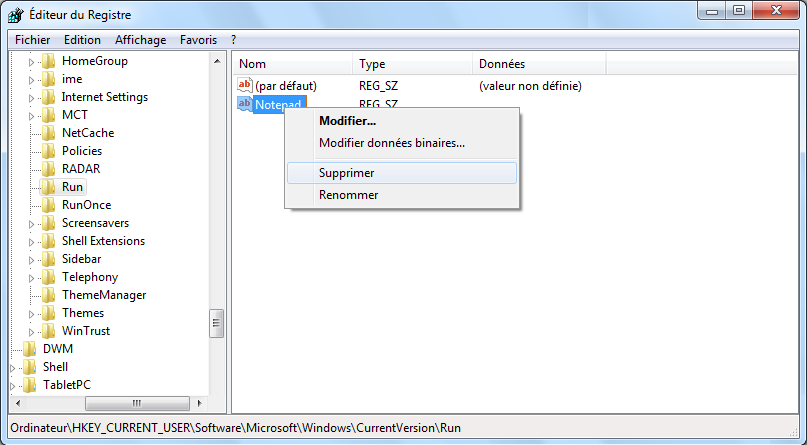 Éditeur du Registre
Fichier Edition Affichage Favoris ?
HomeGroup
ime
Internet Settings
MCT
NetCache
Policies
RADAR
Run
RunOnce
Screensavers
Shell Extensions
Sidebar
Telephony
ThemeManager
Themes
WinTrust
DWM
Shell
TabletPC
Nom Type Données
ab (par défaut) REG_SZ (valeur non définie)
ab Notepad REG_SZ
Modifier...
Modifier données binaires...
Supprimer
Renommer
Ordinateur\HKEY_CURRENT_USER\Software\Microsoft\Windows\CurrentVersion\Run